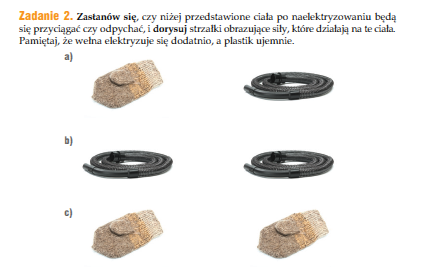 Zadanie 2. Zastanów się, czy niżej przedstawione ciała po naelektryzowaniu będą
się przyciągać czy odpychać, i dorysuj strzałki obrazujące siły, które działają na te ciała.
Pamiętaj, że wełna elektryzuje się dodatnio, a plastik ujemnie.
a)
b)
c)